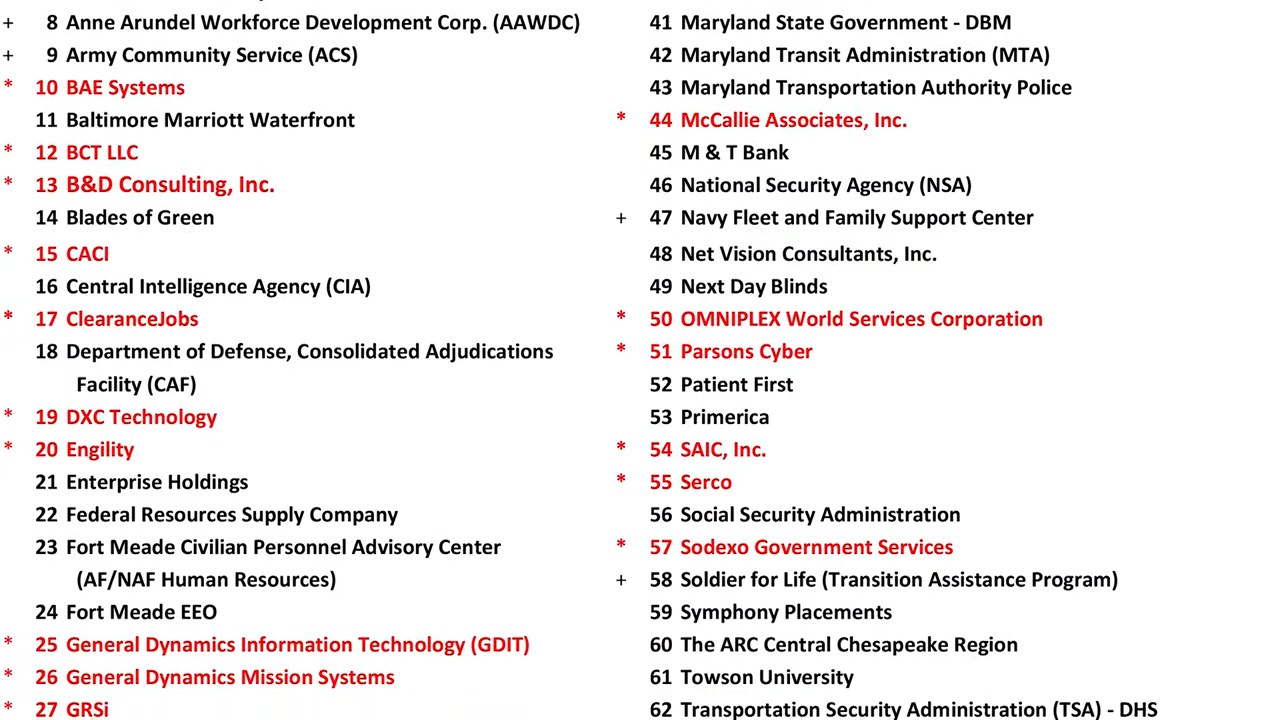 + 8 Anne Arundel Workforce Development Corp. (AAWDC)
+ 9 Army Community Service (ACS)
* 10 BAE Systems
11 Baltimore Marriott Waterfront
* 12 BCT LLC
* 13 B&D Consulting, Inc.
14 Blades of Green
* 15 CACI
16 Central Intelligence Agency (CIA)
* 17 ClearanceJobs
18 Department of Defense, Consolidated Adjudications
Facility (CAF)
* 19 DXC Technology
* 20 Engility
21 Enterprise Holdings
22 Federal Resources Supply Company
23 Fort Meade Civilian Personnel Advisory Center
(AF/NAF Human Resources)
24 Fort Meade EEO
* 25 General Dynamics Information Technology (GDIT)
* 26 General Dynamics Mission Systems
* 27 GRSi
41 Maryland State Government - DBM
42 Maryland Transit Administration (MTA)
43 Maryland Transportation Authority Police
* 44 McCallie Associates, Inc.
45 M & T Bank
46 National Security Agency (NSA)
+ 47 Navy Fleet and Family Support Center
48 Net Vision Consultants, Inc.
49 Next Day Blinds
* 50 OMNIPLEX World Services Corporation
* 51 Parsons Cyber
52 Patient First
53 Primerica
* 54 SAIC, Inc.
* 55 Serco
56 Social Security Administration
* 57 Sodexo Government Services
+ 58 Soldier for Life (Transition Assistance Program)
59 Symphony Placements
60 The ARC Central Chesapeake Region
61 Towson University
62 Transportation Security Administration (TSA) - DHS